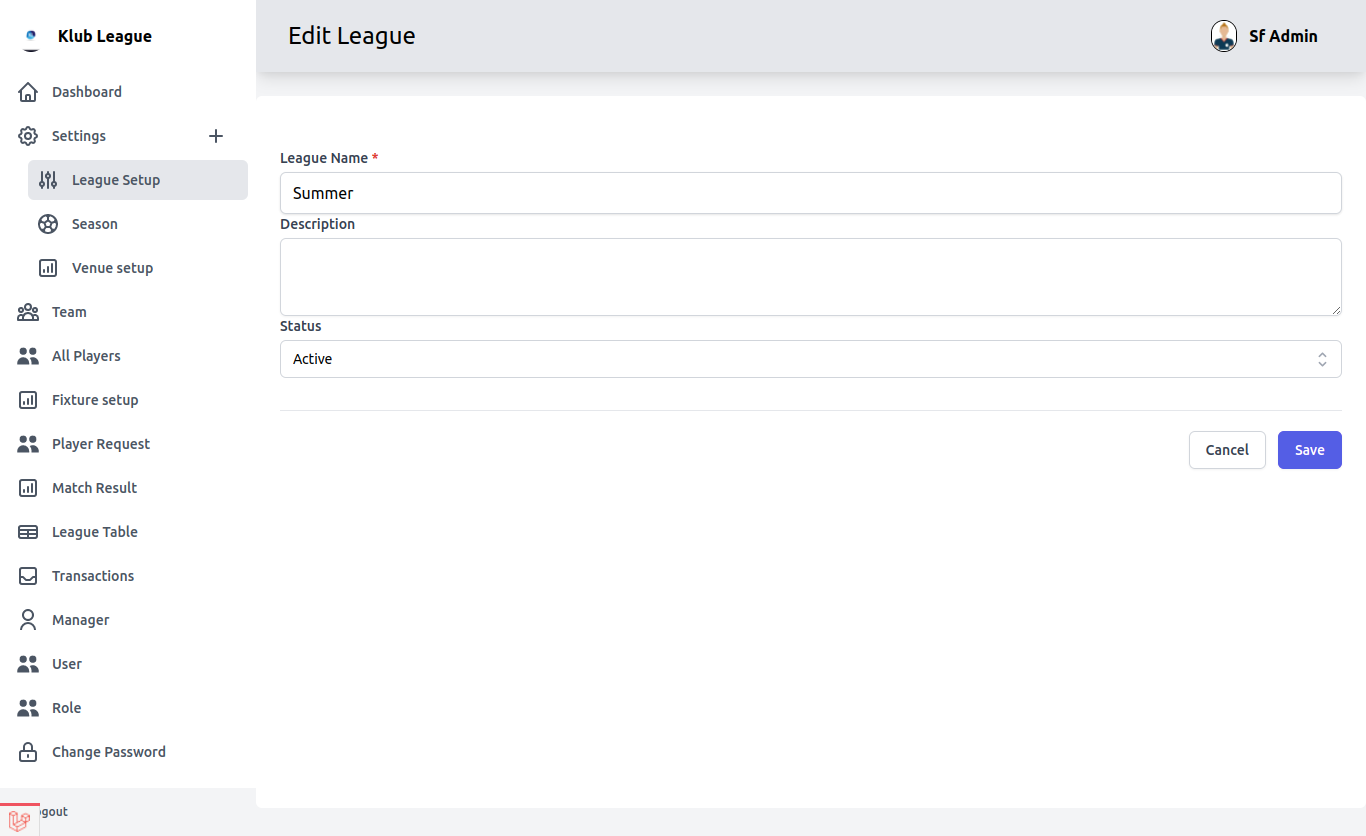 Klub League
Dashboard
Settings
League Setup
Season
Venue setup
Team
All Players
Fixture setup
Player Request
Match Result
League Table
Transactions
Manager
User
Role
Change Password
ogout
Edit League
Sf Admin
League Name *
Summer
Description
Status
Active
Cancel
Save